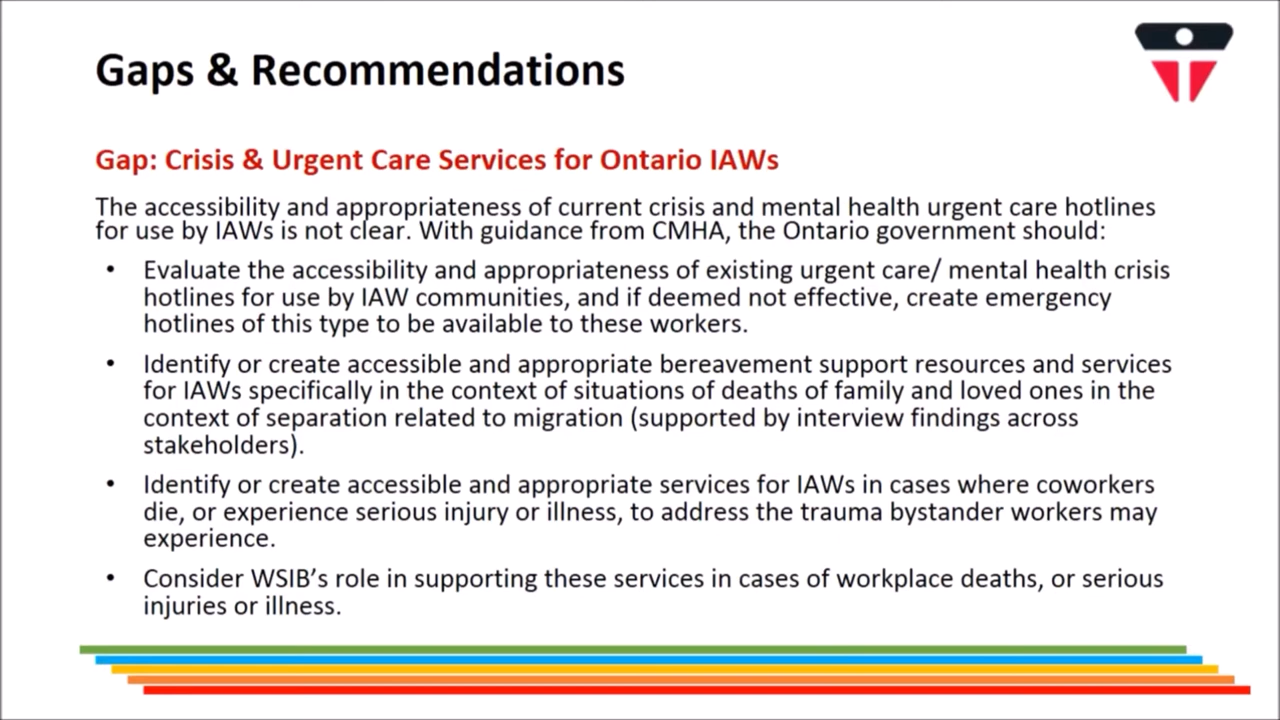 Gaps & Recommendations
Gap: Crisis & Urgent Care Services for Ontario IAWs
The accessibility and appropriateness of current crisis and mental health urgent care hotlines
for use by IAWs is not clear. With guidance from CMHA, the Ontario government should:
• Evaluate the accessibility and appropriateness of existing urgent care/ mental health crisis
hotlines for use by IAW communities, and if deemed not effective, create emergency
hotlines of this type to be available to these workers.
• Identify or create accessible and appropriate bereavement support resources and services
for IAWs specifically in the context of situations of deaths of family and loved ones in the
context of separation related to migration (supported by interview findings across
stakeholders).
• Identify or create accessible and appropriate services for IAWs in cases where coworkers
die, or experience serious injury or illness, to address the trauma bystander workers may
experience.
• Consider WSIB’s role in supporting these services in cases of workplace deaths, or serious
injuries or illness.